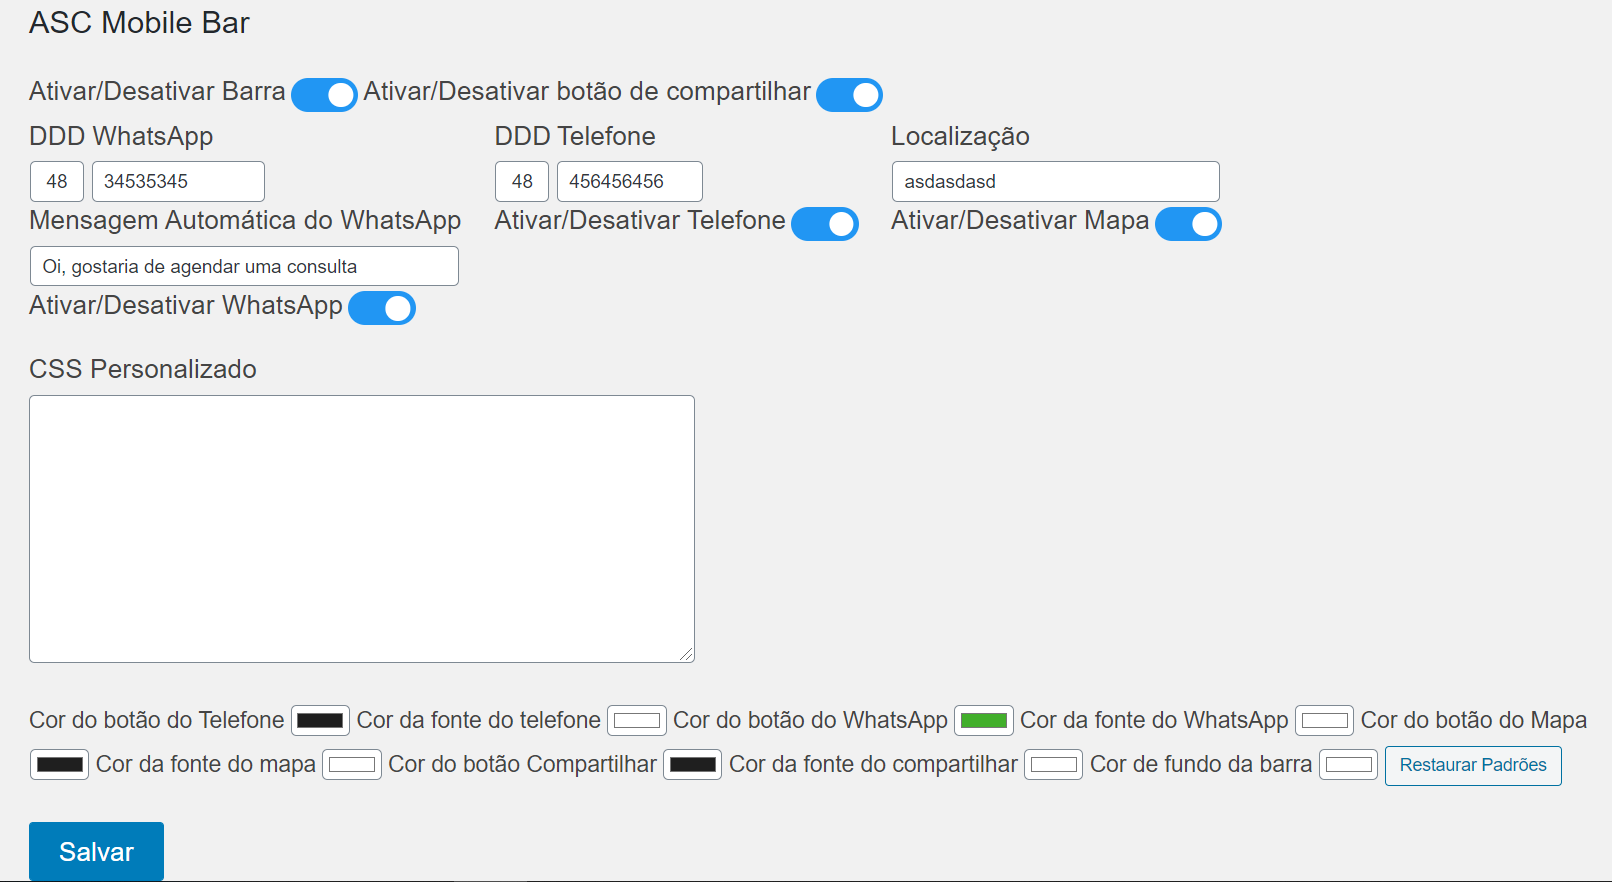 ASC Mobile Bar
Ativar/Desativar Barra Ativar/Desativar botão de compartilhar
DDD WhatsApp DDD Telefone Localização
48 34535345 48 456456456 asdasdasd
Mensagem Automática do WhatsApp Ativar/Desativar Telefone Ativar/Desativar Mapa
Oi, gostaria de agendar uma consulta
Ativar/Desativar WhatsApp
CSS Personalizado
Cor do botão do Telefone Cor da fonte do telefone Cor do botão do WhatsApp Cor da fonte do WhatsApp Cor do botão do Mapa
Cor da fonte do mapa Cor do botão Compartilhar Cor da fonte do compartilhar Cor de fundo da barra Restaurar Padrões
Salvar